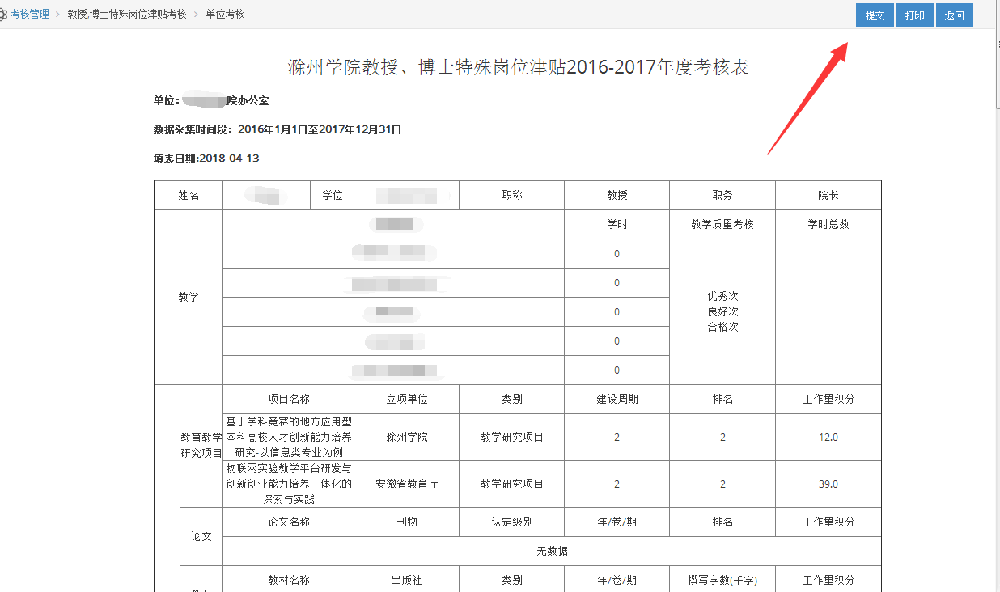 考核管理 > 教授,博士特殊岗位津贴考核 > 单位考核
提交 打印 返回
滁州学院教授、博士特殊岗位津贴2016-2017年度考核表
单位： 院办公室
数据采集时间段：2016年1月1日至2017年12月31日
填表日期:2018-04-13
姓名 学位 职称 教授 职务 院长
教学
学时 教学质量考核 学时总数
0
0
0
0
0
优秀次
良好次
合格次
教育教学
研究项目
项目名称 立项单位 类别 建设周期 排名 工作量积分
基于学科竞赛的地方应用型
本科高校人才创新能力培养
研究-以信息类专业为例
滁州学院 教学研究项目 2 2 12.0
物联网实验教学平台研发与
创新创业能力培养一体化的
探索与实践
安徽省教育厅 教学研究项目 2 2 39.0
论文
论文名称 刊物 认定级别 年/卷/期 排名 工作量积分
无数据
教材名称 出版社 类别 年/卷/期 撰写字数(千字) 工作量积分